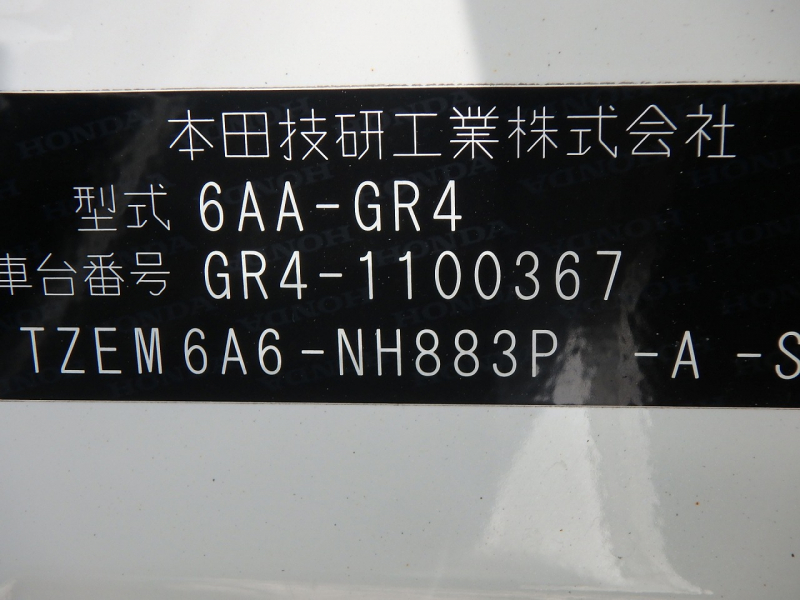 本田技研工業株式会社
型式 6AA-GR4
車台番号 GR4-1100367
TZEM6A6-NH883P -A -S